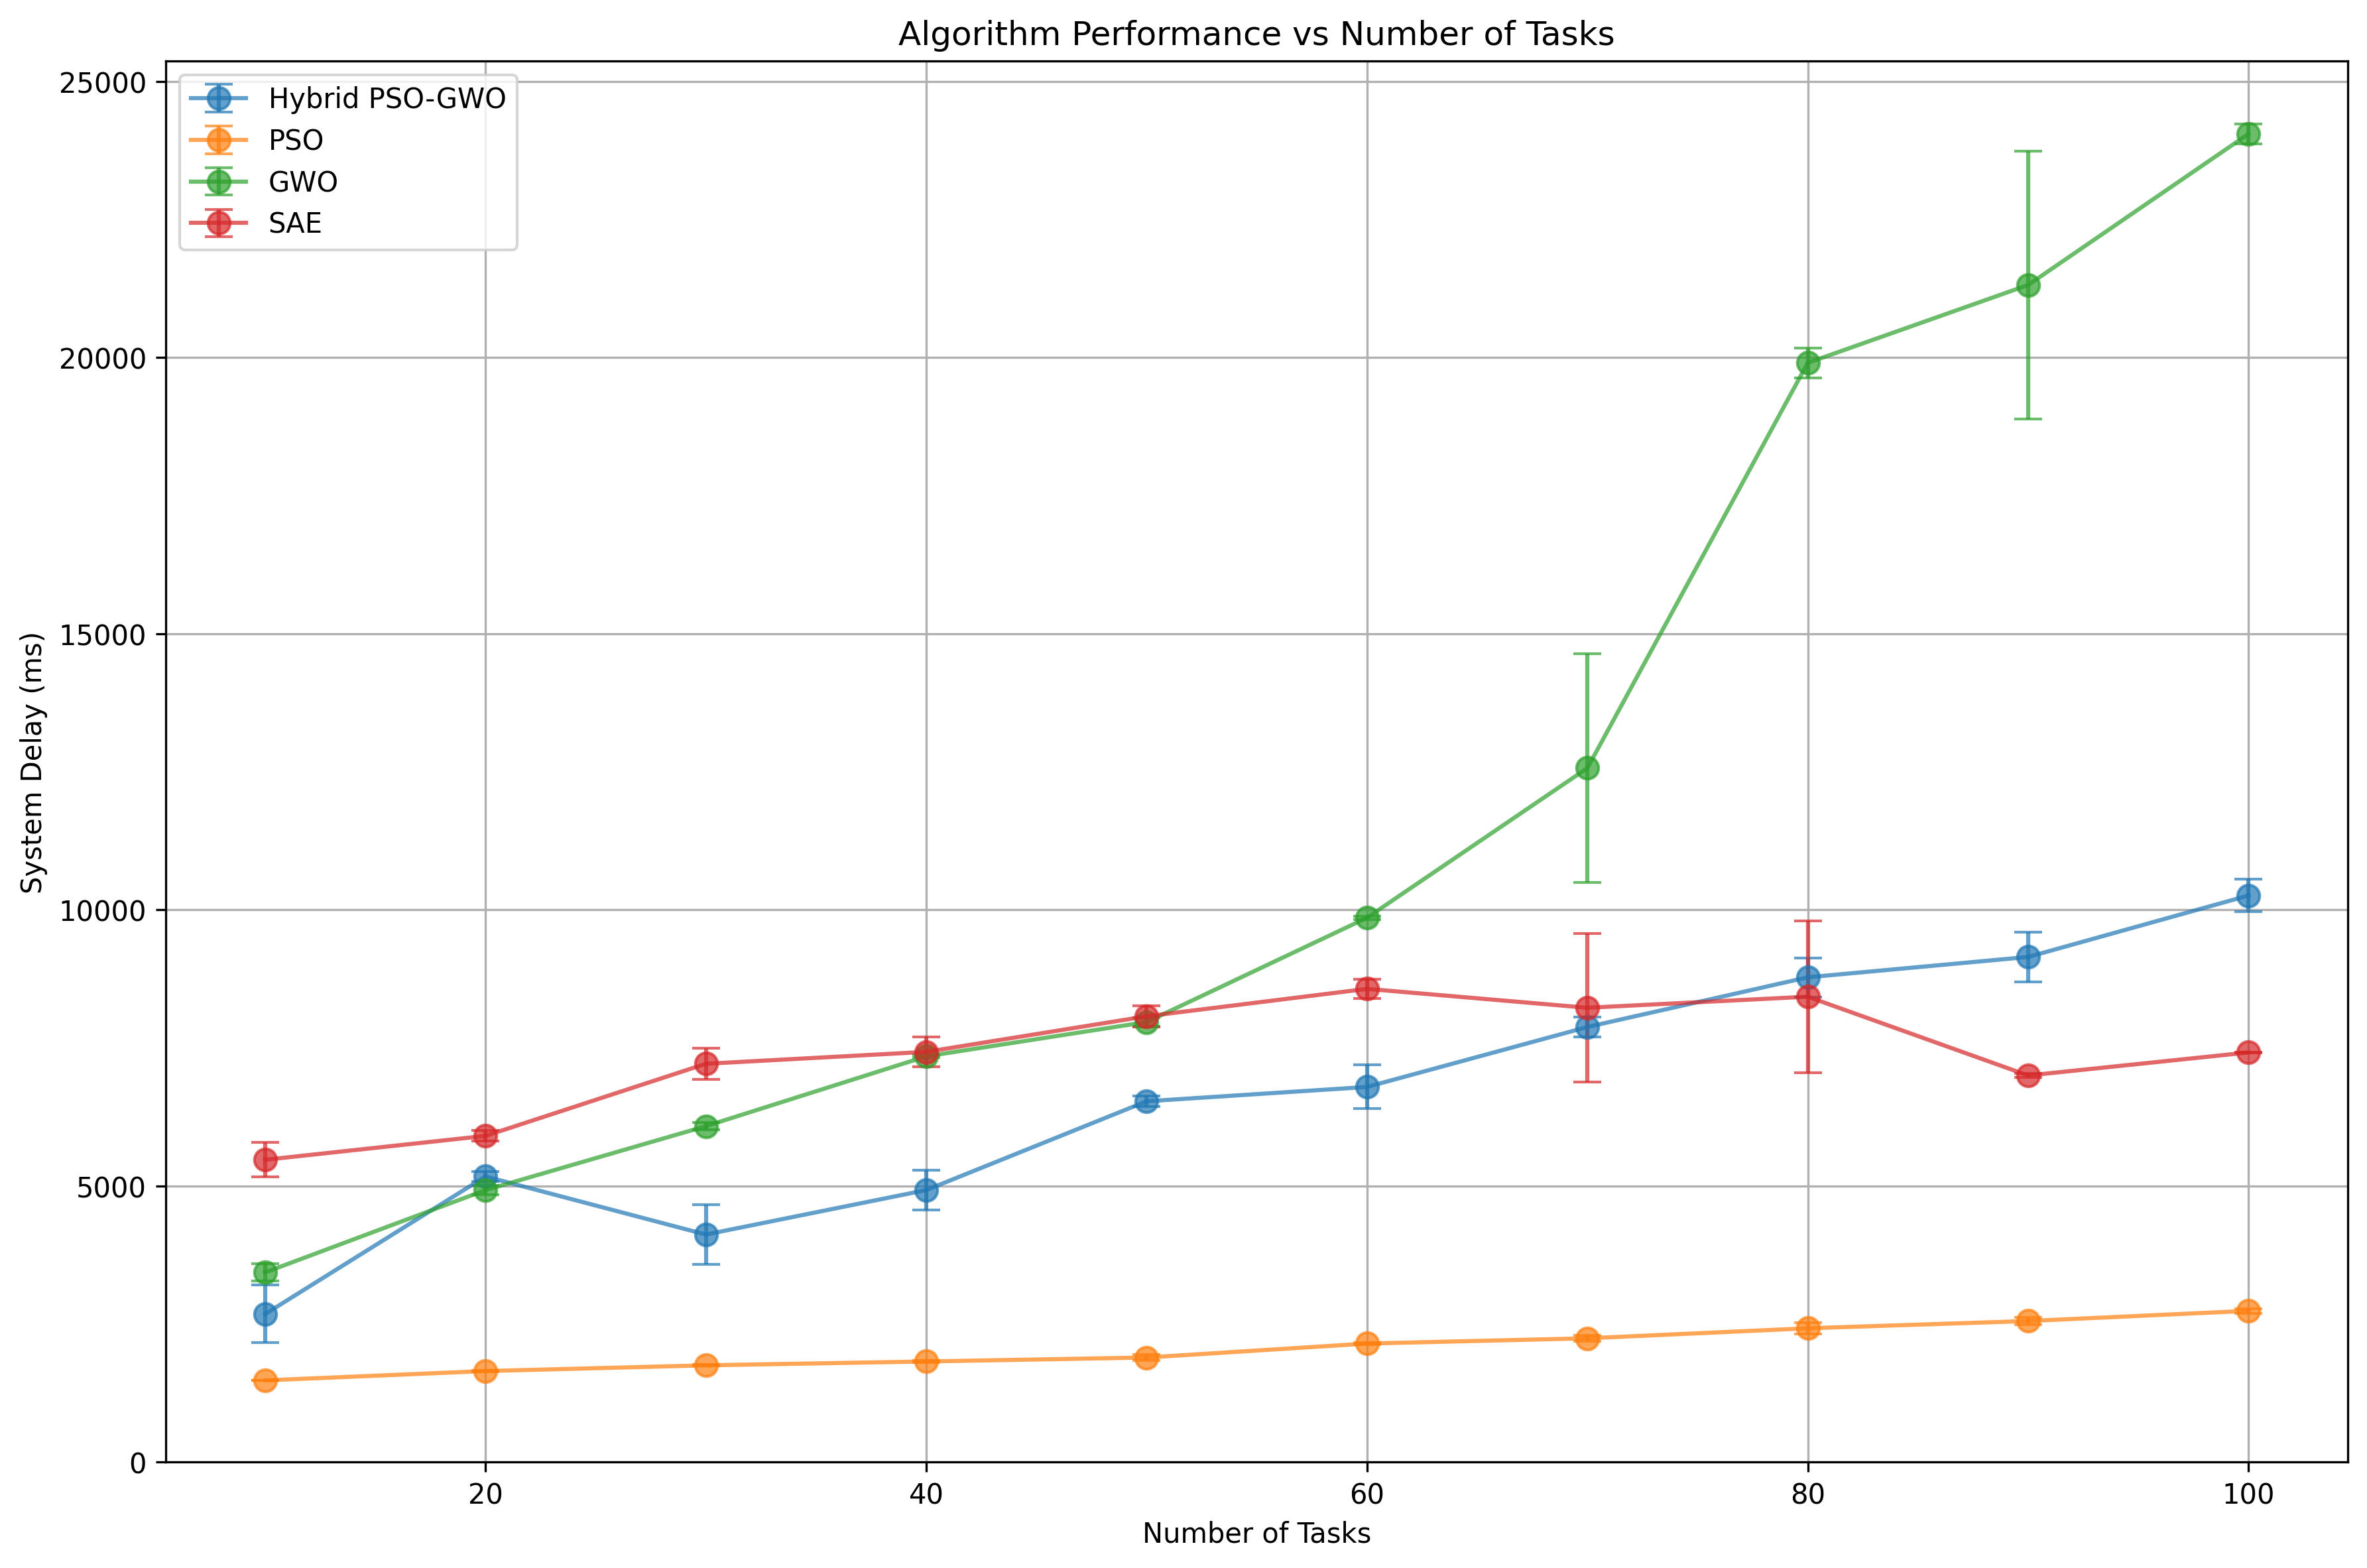 Algorithm Performance vs Number of Tasks
Hybrid PSO-GWO
PSO
GWO
SAE
25000
20000
15000
10000
5000
0
System Delay (ms)
20 40 60 80 100
Number of Tasks